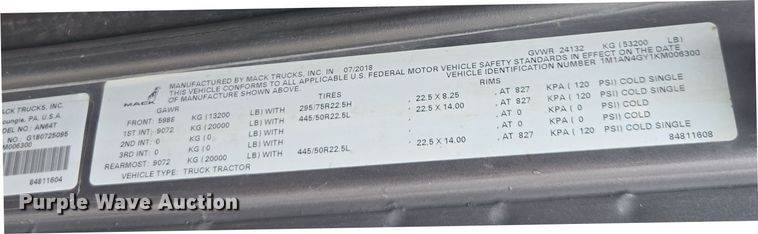 MACK TRUCKS, INC.
ungie, PA. U.S.A
DEL NO.: AN64T
NO. G180725095
M006300
84811604
MACK
MANUFACTURED BY MACK TRUCKS, INC. IN 07/2018 GVWR 24132 KG (53200 LB)
THIS VEHICLE CONFORMS TO ALL APPLICABLE U.S. FEDERAL MOTOR VEHICLE SAFETY STANDARDS IN EFFECT ON THE DATE
OF MANUFACTURE SHOWN ABOVE. VEHICLE IDENTIFICATION NUMBER 1M1AN4GY1KM006300
GAWR TIRES RIMS
FRONT: 5988 KG (13200 LB) WITH 295/75R22.5H , 22.5 X 8.25 , AT 827 KPA ( 120 PSI) COLD SINGLE
1ST INT: 9072 KG (20000 LB) WITH 445/50R22.5L , 22.5 X 14.00 , AT 827 KPA ( 120 PSI) COLD SINGLE
2ND INT: 0 KG (0 LB) WITH , , AT 0 KPA ( 0 PSI) COLD
3RD INT: 0 KG (0 LB) WITH , , AT 0 KPA ( 0 PSI) COLD
REARMOST: 9072 KG (20000 LB) WITH 445/50R22.5L , 22.5 X 14.00 , AT 827 KPA ( 120 PSI) COLD SINGLE
VEHICLE TYPE: TRUCK TRACTOR 84811608
Purple Wave Auction